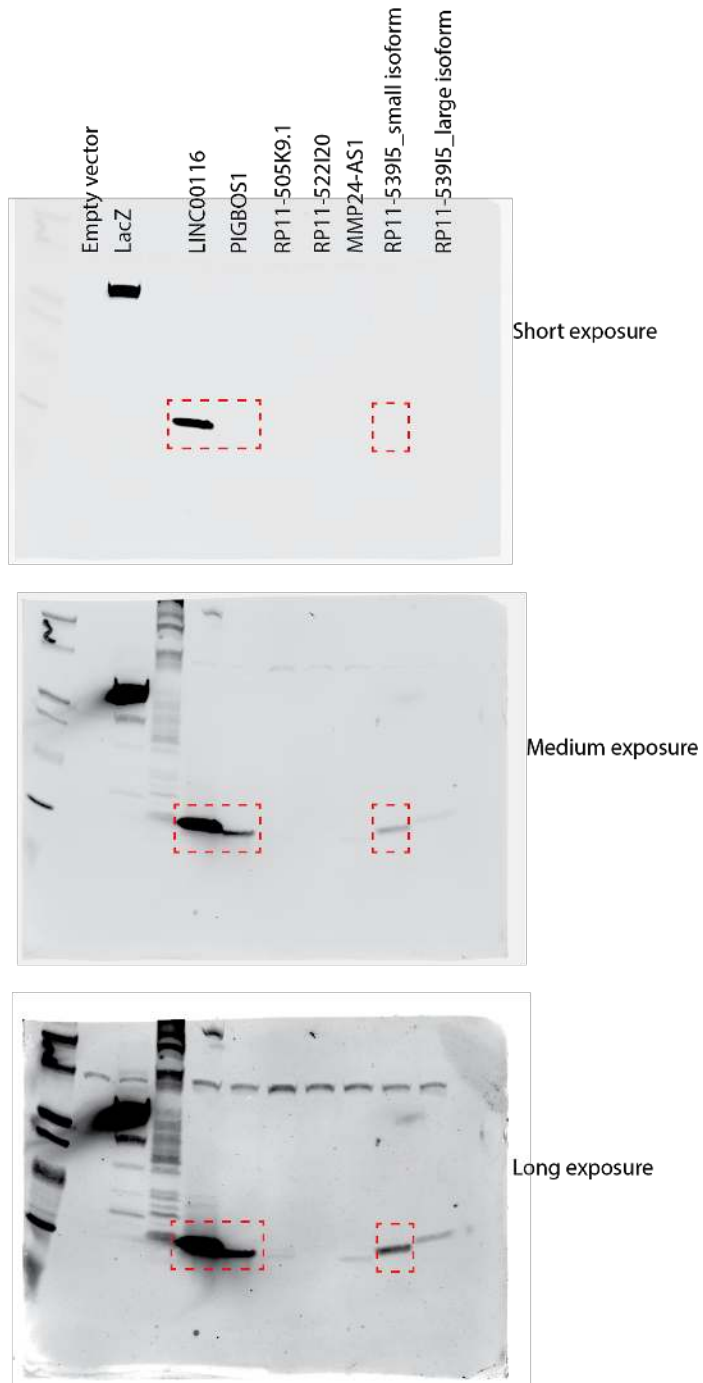 Empty vector
LacZ
LINC00116
PIGBOS1
RP11-505K9.1
RP11-522I20
MMP24-AS1
RP11-539I5_small isoform
RP11-539I5_large isoform
Short exposure
Medium exposure
Long exposure